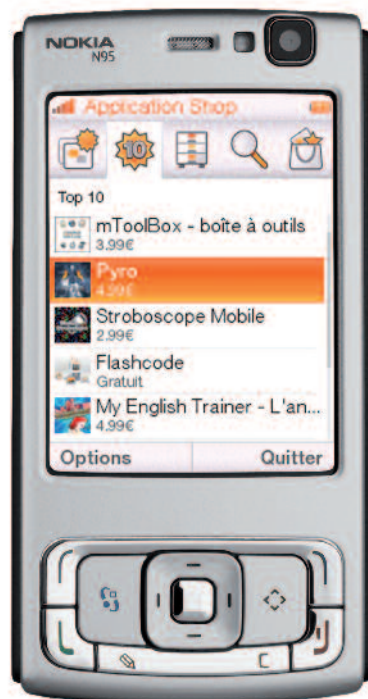 NOKIA
N95
Application Shop
10
Top 10
mToolBox - boîte à outils
3.99€
Pyro
4.99€
Stroboscope Mobile
2.99€
Flashcode
Gratuit
My English Trainer - L'an...
4.99€
Options
Quitter
C